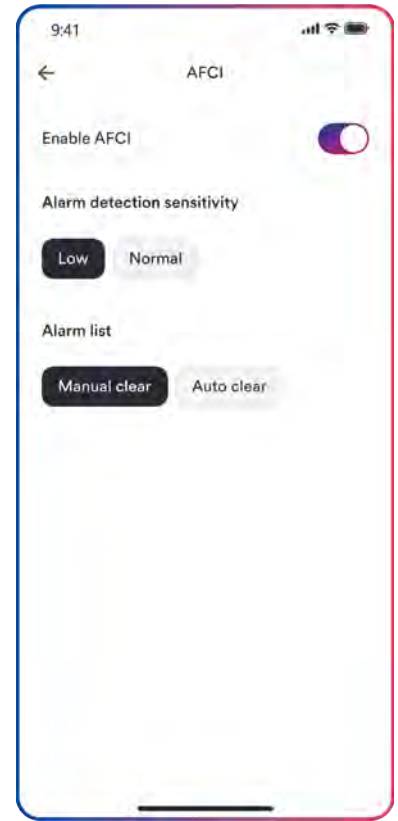 9:41
AFCI
Enable AFCI
Alarm detection sensitivity
Low Normal
Alarm list
Manual clear Auto clear